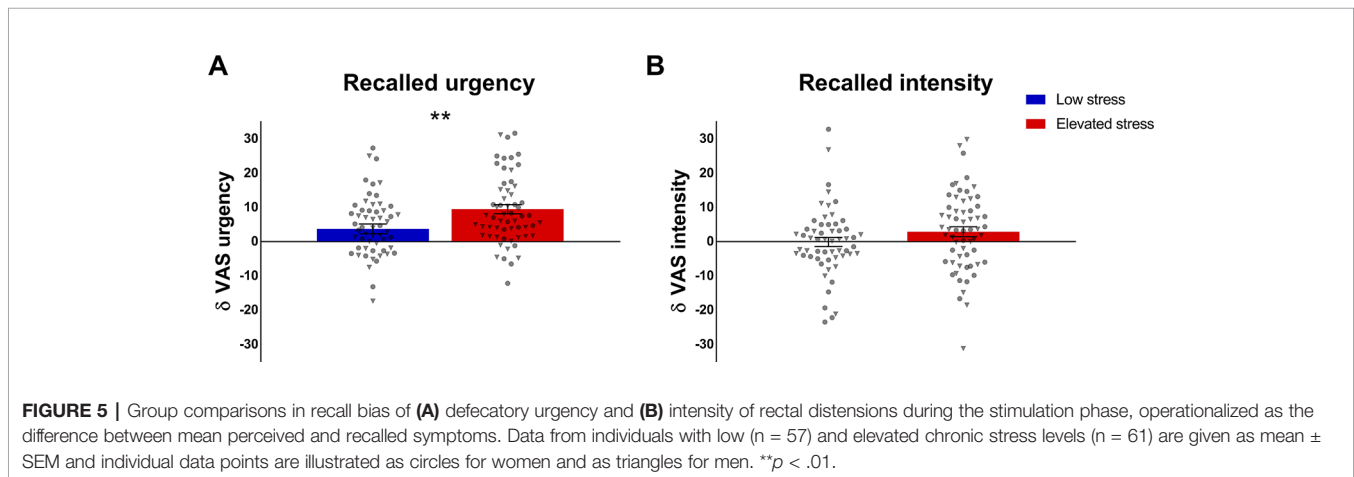 A
Recalled urgency
**
δ VAS urgency
30
20
10
0
-10
-20
-30
B
Recalled intensity
δ VAS intensity
30
20
10
0
-10
-20
-30
Low stress
Elevated stress
FIGURE 5 | Group comparisons in recall bias of (A) defecatory urgency and (B) intensity of rectal distensions during the stimulation phase, operationalized as the
difference between mean perceived and recalled symptoms. Data from individuals with low (n = 57) and elevated chronic stress levels (n = 61) are given as mean ±
SEM and individual data points are illustrated as circles for women and as triangles for men. **p < .01.